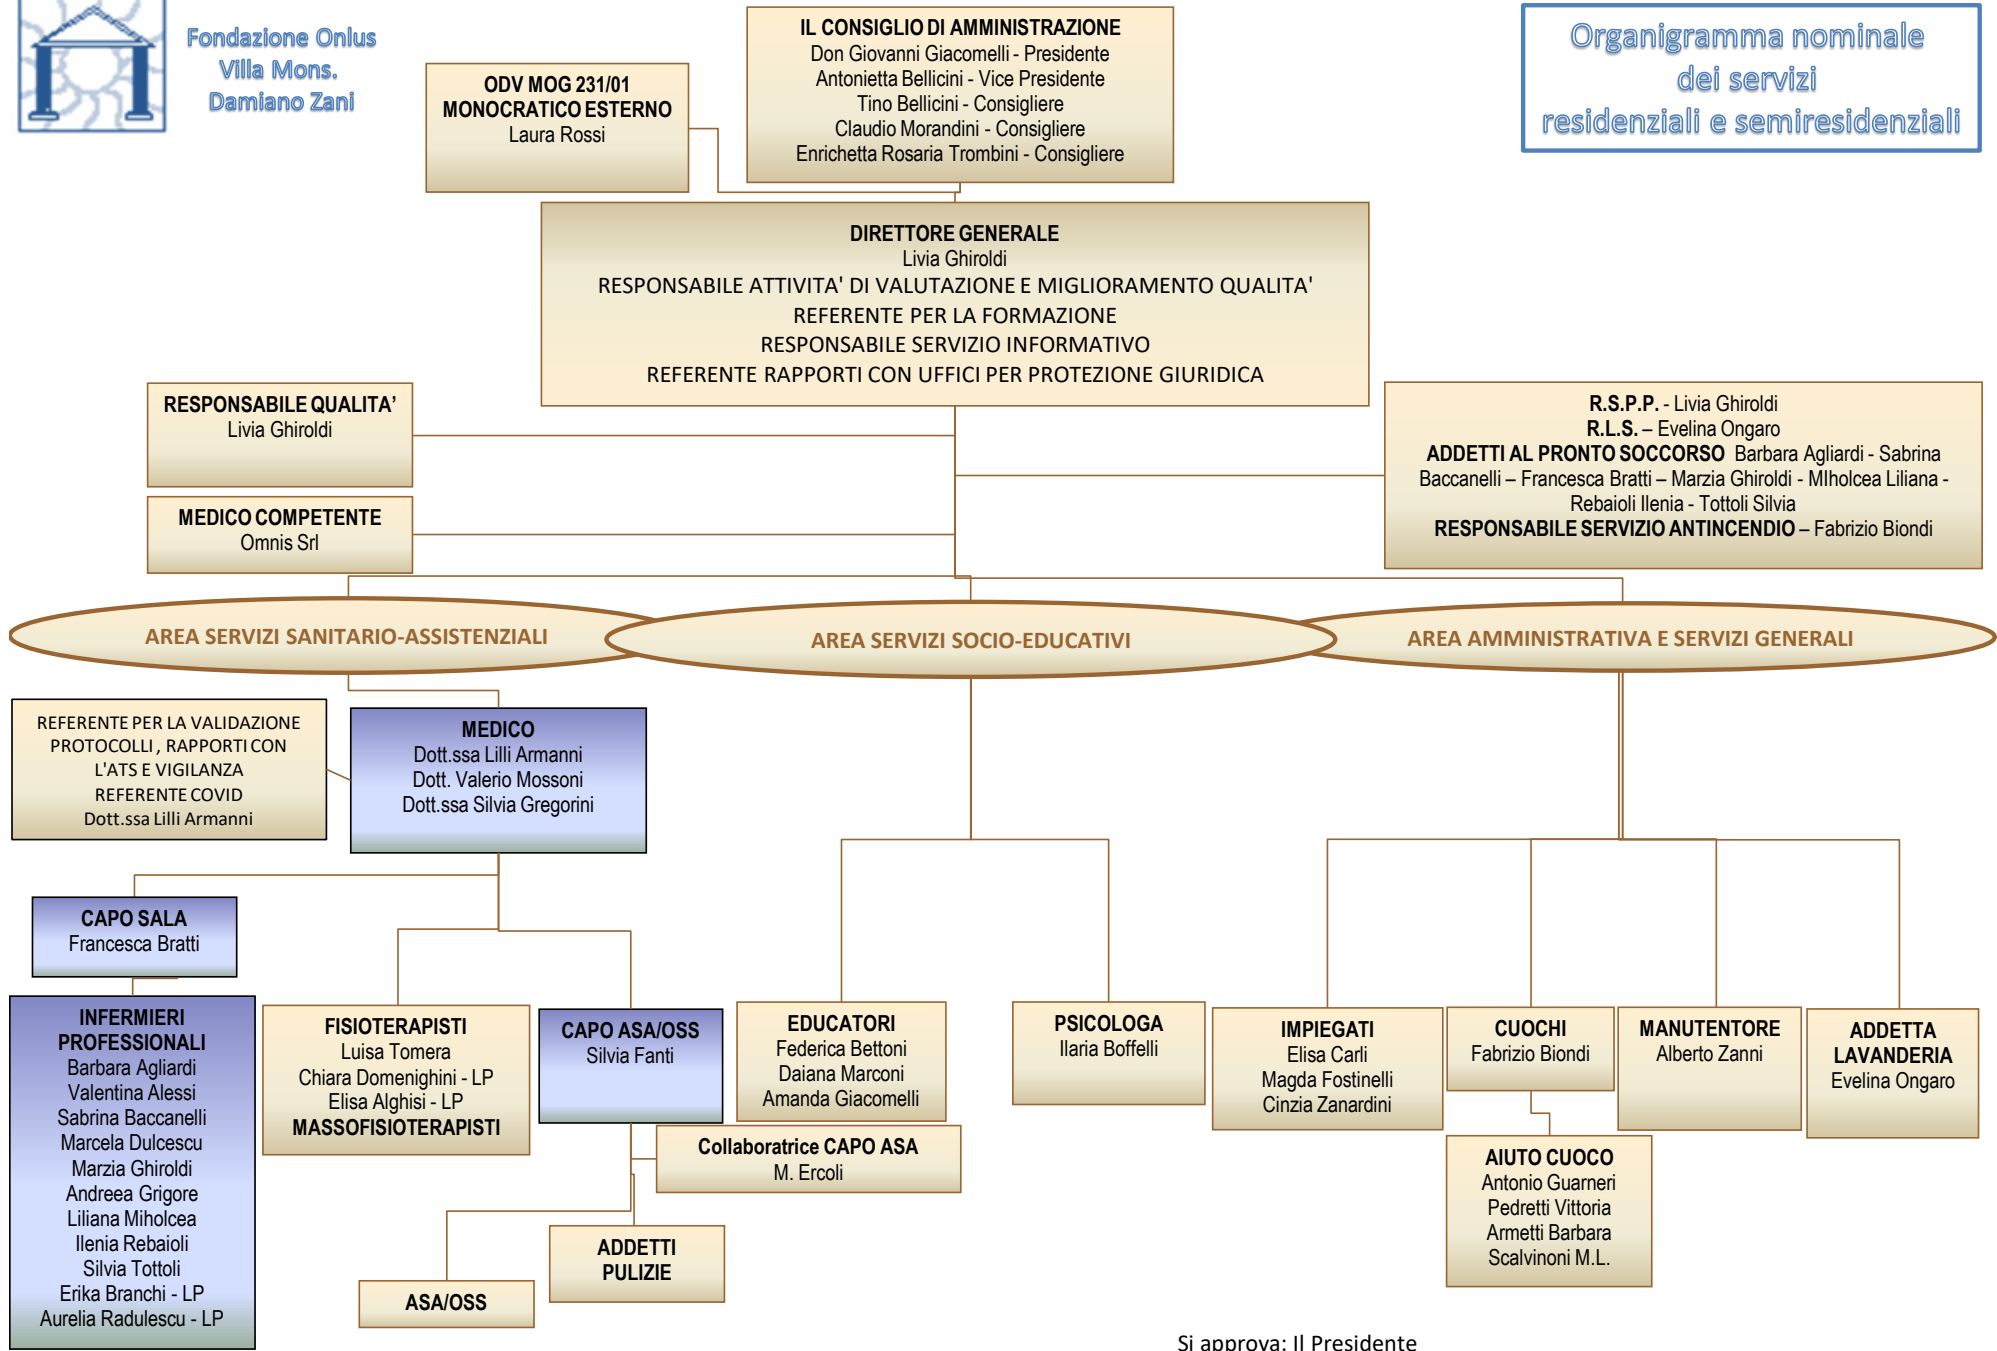 Fondazione Onlus
Villa Mons.
Damiano Zani
ODV MOG 231/01
MONOCRATICO ESTERNO
Laura Rossi
IL CONSIGLIO DI AMMINISTRAZIONE
Don Giovanni Giacomelli - Presidente
Antonietta Bellicini - Vice Presidente
Tino Bellicini - Consigliere
Claudio Morandini - Consigliere
Enrichetta Rosaria Trombini - Consigliere
Organigramma nominale
dei servizi
residenziali e semiresidenziali
DIRETTORE GENERALE
Livia Ghiroldi
RESPONSABILE ATTIVITA' DI VALUTAZIONE E MIGLIORAMENTO QUALITA'
REFERENTE PER LA FORMAZIONE
RESPONSABILE SERVIZIO INFORMATIVO
REFERENTE RAPPORTI CON UFFICI PER PROTEZIONE GIURIDICA
RESPONSABILE QUALITA’
Livia Ghiroldi
MEDICO COMPETENTE
Omnis Srl
R.S.P.P. - Livia Ghiroldi
R.L.S. – Evelina Ongaro
ADDETTI AL PRONTO SOCCORSO Barbara Agliardi - Sabrina
Baccanelli – Francesca Bratti – Marzia Ghiroldi - MIholcea Liliana -
Rebaioli Ilenia - Tottoli Silvia
RESPONSABILE SERVIZIO ANTINCENDIO – Fabrizio Biondi
AREA SERVIZI SANITARIO-ASSISTENZIALI
AREA SERVIZI SOCIO-EDUCATIVI
AREA AMMINISTRATIVA E SERVIZI GENERALI
REFERENTE PER LA VALIDAZIONE
PROTOCOLLI , RAPPORTI CON
L'ATS E VIGILANZA
REFERENTE COVID
Dott.ssa Lilli Armanni
MEDICO
Dott.ssa Lilli Armanni
Dott. Valerio Mossoni
Dott.ssa Silvia Gregorini
CAPO SALA
Francesca Bratti
INFERMIERI
PROFESSIONALI
Barbara Agliardi
Valentina Alessi
Sabrina Baccanelli
Marcela Dulcescu
Marzia Ghiroldi
Andreea Grigore
Liliana Miholcea
Ilenia Rebaioli
Silvia Tottoli
Erika Branchi - LP
Aurelia Radulescu - LP
FISIOTERAPISTI
Luisa Tomera
Chiara Domenighini - LP
Elisa Alghisi - LP
MASSOFISIOTERAPISTI
CAPO ASA/OSS
Silvia Fanti
Collaboratrice CAPO ASA
M. Ercoli
ASA/OSS
ADDETTI
PULIZIE
EDUCATORI
Federica Bettoni
Daiana Marconi
Amanda Giacomelli
PSICOLOGA
Ilaria Boffelli
IMPIEGATI
Elisa Carli
Magda Fostinelli
Cinzia Zanardini
CUOCHI
Fabrizio Biondi
AIUTO CUOCO
Antonio Guarneri
Pedretti Vittoria
Armetti Barbara
Scalvinoni M.L.
MANUTENTORE
Alberto Zanni
ADDETTA
LAVANDERIA
Evelina Ongaro
Si approva: Il Presidente